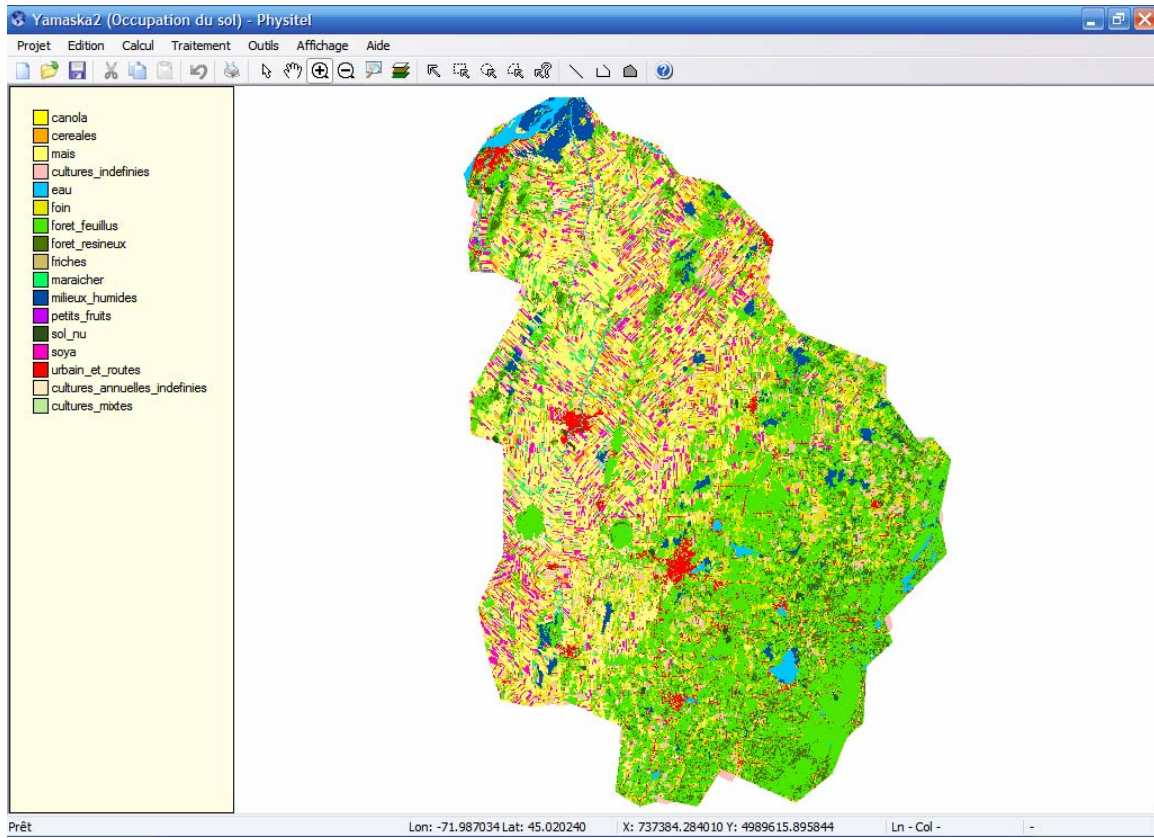 Yamaska2 (Occupation du sol) - Physitel
Projet Edition Calcul Traitement Outils Affichage Aide
canola
cereales
mais
cultures_indefinies
eau
foin
foret_feuillus
foret_resineux
friches
maraicher
milieux_humides
petits_fruits
sol_nu
soya
urbain_et_routes
cultures_annuelles_indefinies
cultures_mixtes
Prêt Lon: -71.987034 Lat: 45.020240 X: 737384.284010 Y: 4989615.895844 Ln - Col - -